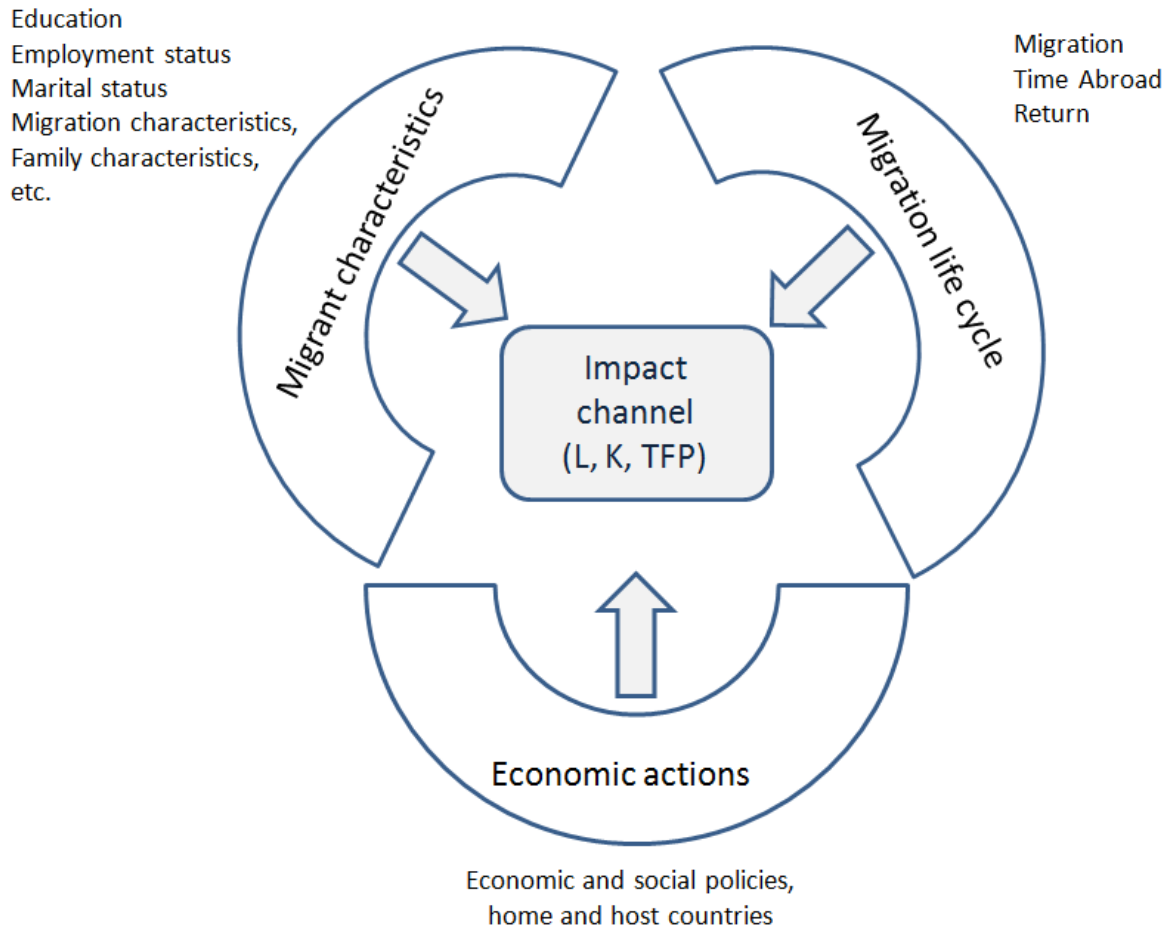 Education
Employment status
Marital status
Migration characteristics,
Family characteristics,
etc.
Migration
Time Abroad
Return
Migrant characteristics
Migration life cycle
Impact
channel
(L, K, TFP)
Economic actions
Economic and social policies,
home and host countries